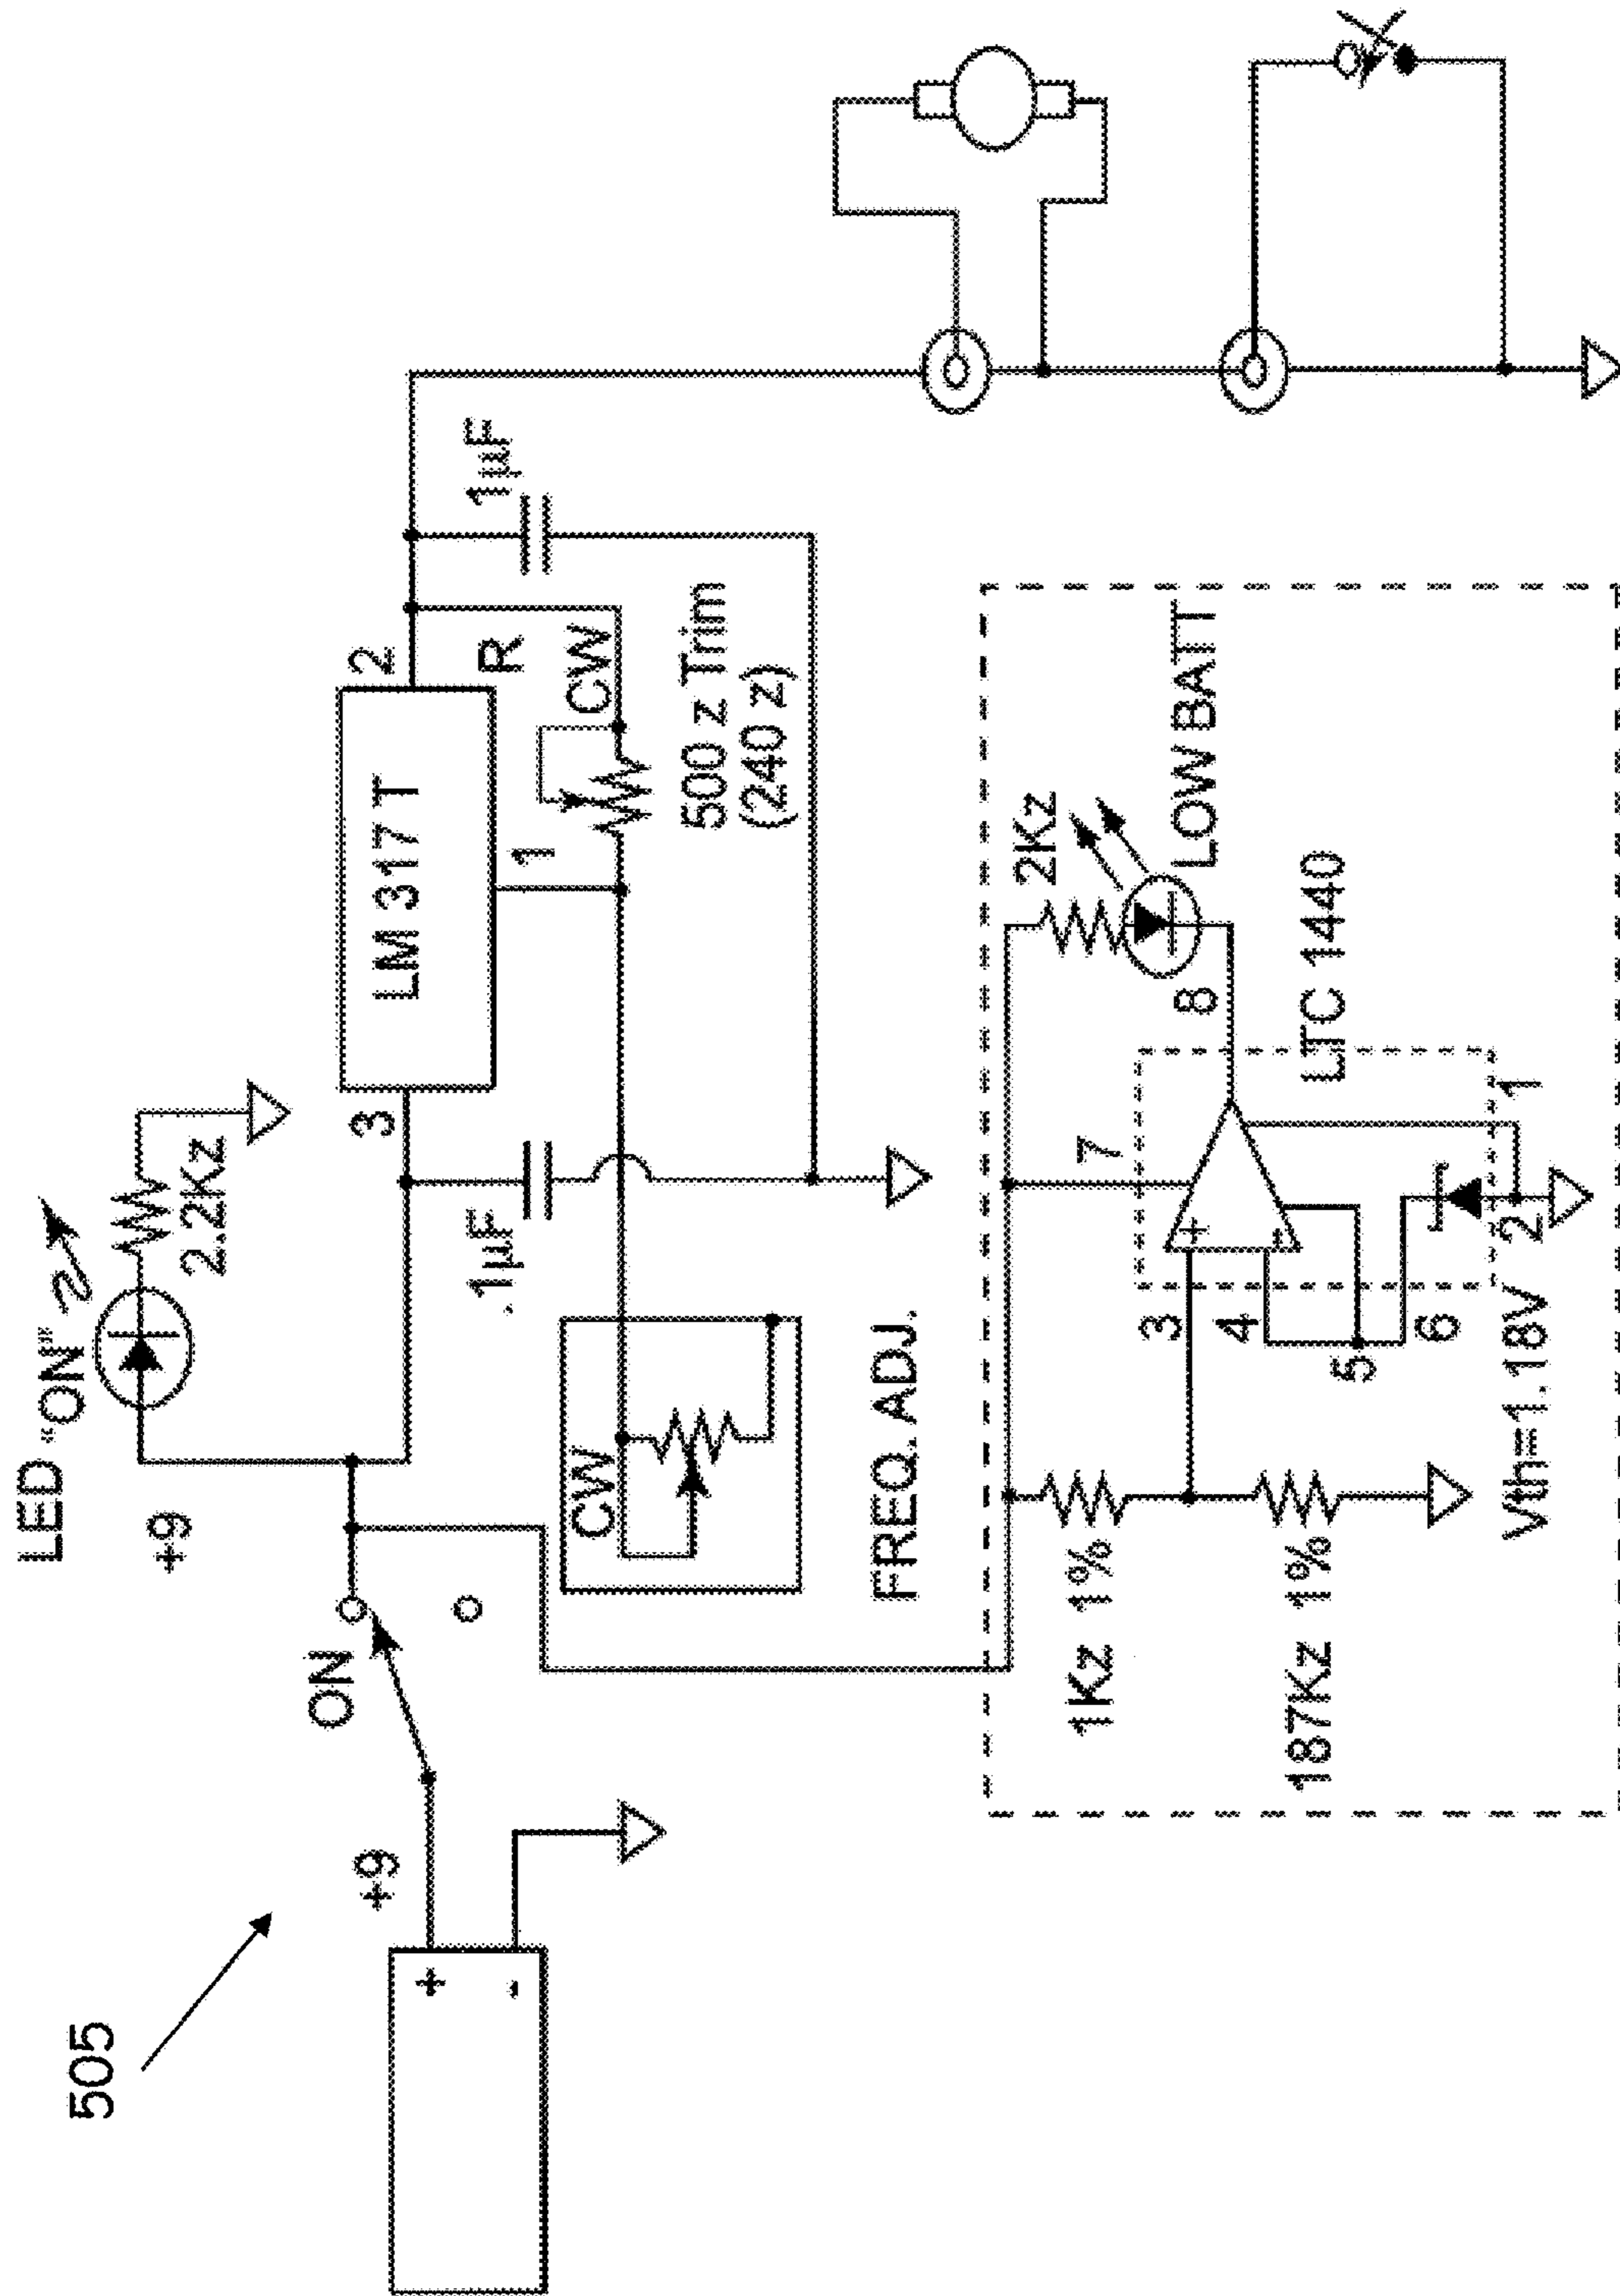 505
LED "ON"
+9
+9
ON
2.2Kz
+
-
3
LM 317 T
2
1
R
CW
1µF
.1µF
500 z Trim
(240 z)
CW
FREQ. ADJ.
1Kz 1%
187Kz 1%
2Kz
LOW BATT
7
8
3
+
4
-
5
6
LTC 1440
1
2
Vth=1.18V